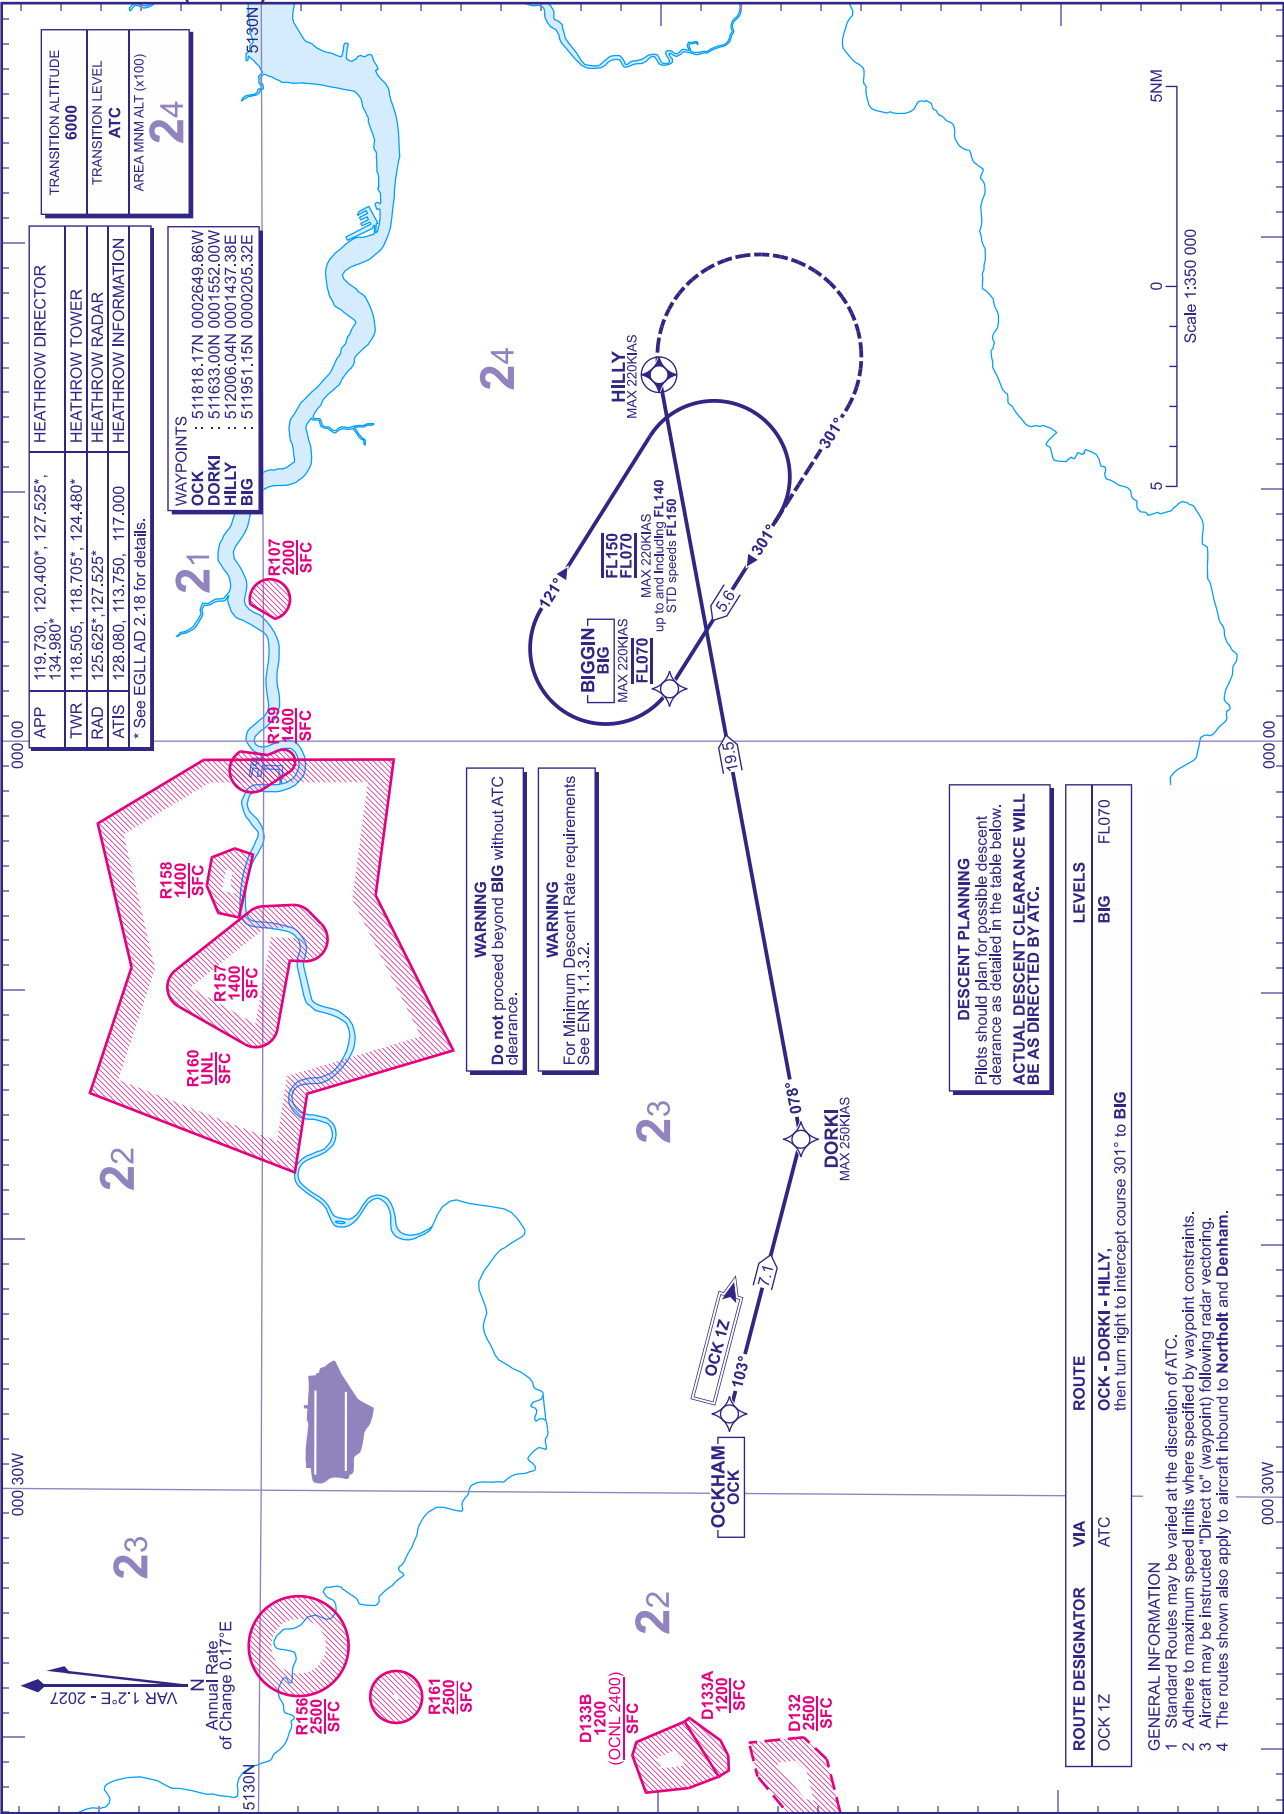 TRANSITION ALTITUDE
6000
TRANSITION LEVEL
ATC
AREA MNM ALT (x100)
24
APP 119.730, 120.400*, 127.525*, HEATHROW DIRECTOR
134.980*
TWR 118.505, 118.705*, 124.480* HEATHROW TOWER
RAD 125.625*, 127.525* HEATHROW RADAR
ATIS 128.080, 113.750, 117.000 HEATHROW INFORMATION
* See EGLL AD 2.18 for details.
WAYPOINTS
OCK : 511818.17N 0002649.86W
DORKI : 511633.00N 0001552.00W
HILLY : 512006.04N 0001437.38E
BIG : 511951.15N 0000205.32E
VAR 1.2°E - 2027
N
Annual Rate
of Change 0.17°E
000 30W
000 00
5130N
5130N
23
22
21
24
23
22
R156
2500
SFC
R161
2500
SFC
R160
UNL
SFC
R157
1400
SFC
R158
1400
SFC
R159
1400
SFC
R107
2000
SFC
D133B
1200
(OCNL 2400)
SFC
D133A
1200
SFC
D132
2500
SFC
WARNING
Do not proceed beyond BIG without ATC
clearance.
WARNING
For Minimum Descent Rate requirements
See ENR 1.1.3.2.
OCKHAM
OCK
OCK 1Z
103°
7.1
DORKI
MAX 250KIAS
078°
19.5
BIGGIN
BIG
MAX 220KIAS
FL070
FL150
FL070
MAX 220KIAS
up to and including FL140
STD speeds FL150
121°
5.6
301°
301°
HILLY
MAX 220KIAS
DESCENT PLANNING
Pilots should plan for possible descent
clearance as detailed in the table below.
ACTUAL DESCENT CLEARANCE WILL
BE AS DIRECTED BY ATC.
5 0 5NM
Scale 1:350 000
ROUTE DESIGNATOR VIA ROUTE LEVELS
OCK 1Z ATC OCK - DORKI - HILLY, BIG FL070
then turn right to intercept course 301° to BIG
GENERAL INFORMATION
1 Standard Routes may be varied at the discretion of ATC.
2 Adhere to maximum speed limits where specified by waypoint constraints.
3 Aircraft may be instructed "Direct to" (waypoint) following radar vectoring.
4 The routes shown also apply to aircraft inbound to Northolt and Denham.
000 30W
000 00